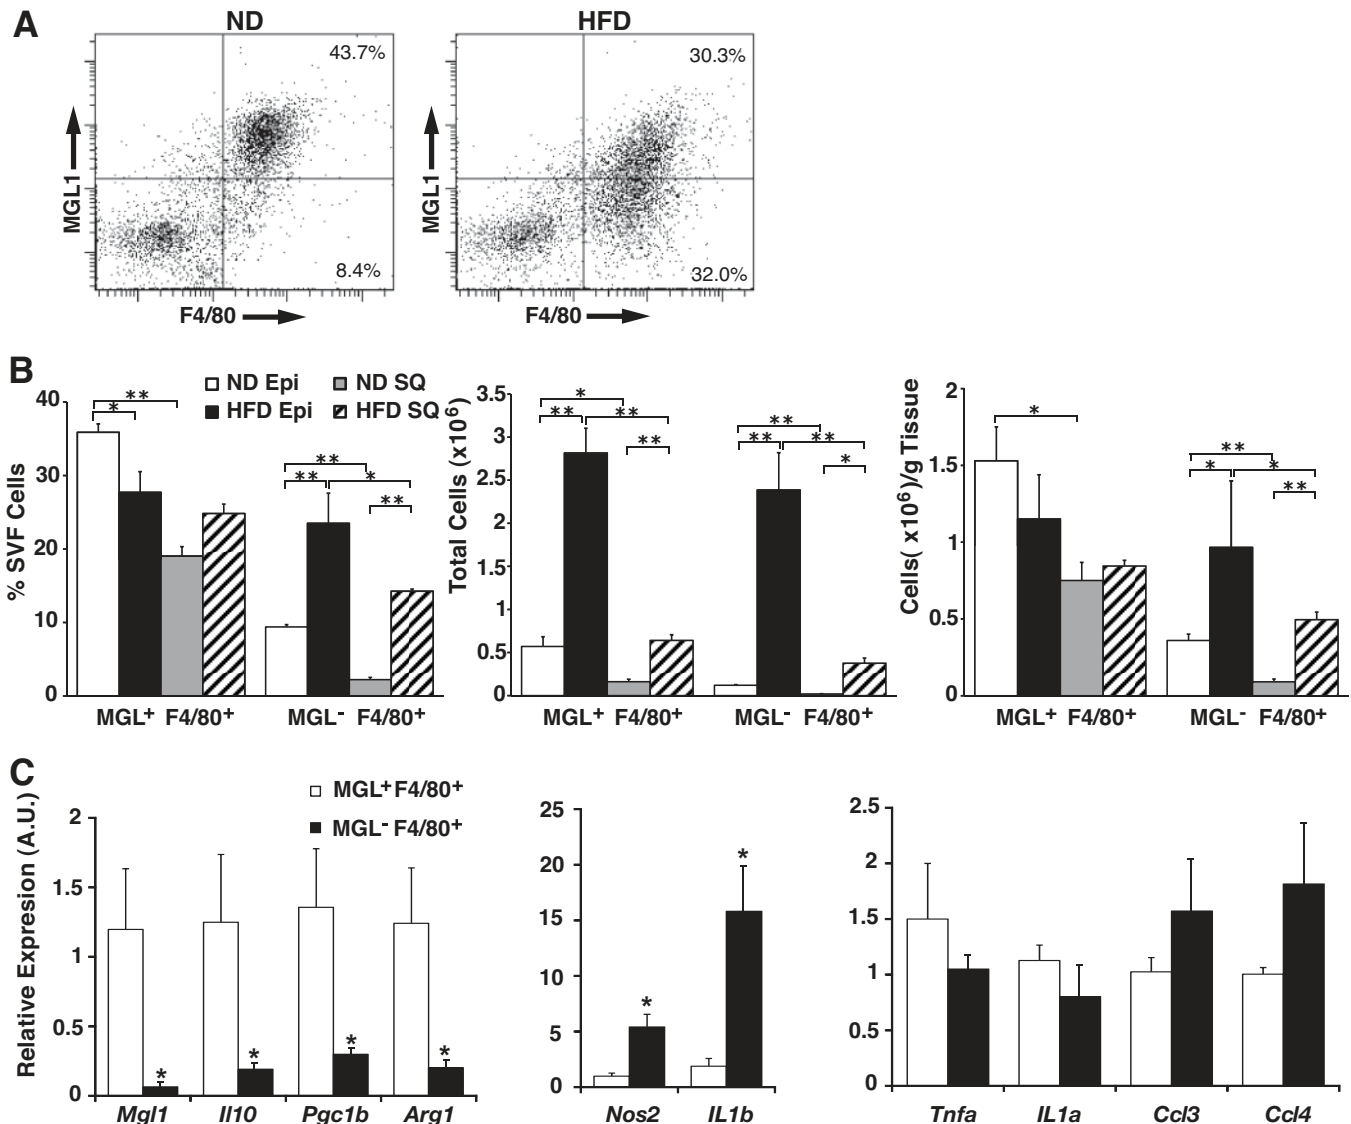 A
ND
HFD
43.7%
30.3%
MGL1
MGL1
8.4%
32.0%
F4/80
F4/80
B
ND Epi
ND SQ
HFD Epi
HFD SQ
% SVF Cells
40
30
20
10
0
**
*
**
**
*
**
MGL+ F4/80+
MGL- F4/80+
Total Cells (x10^6)
3.5
3
2.5
2
1.5
1
0.5
0
*
**
**
**
**
**
**
*
MGL+ F4/80+
MGL- F4/80+
Cells( x10^6)/g Tissue
2
1.5
1
0.5
0
*
**
*
*
**
MGL+ F4/80+
MGL- F4/80+
C
MGL+F4/80+
MGL- F4/80+
Relative Expresion (A.U.)
2
1.5
1
0.5
0
*
*
*
*
Mgl1
Il10
Pgc1b
Arg1
25
20
15
10
5
0
*
*
Nos2
IL1b
2.5
2
1.5
1
0.5
0
Tnfa
IL1a
Ccl3
Ccl4